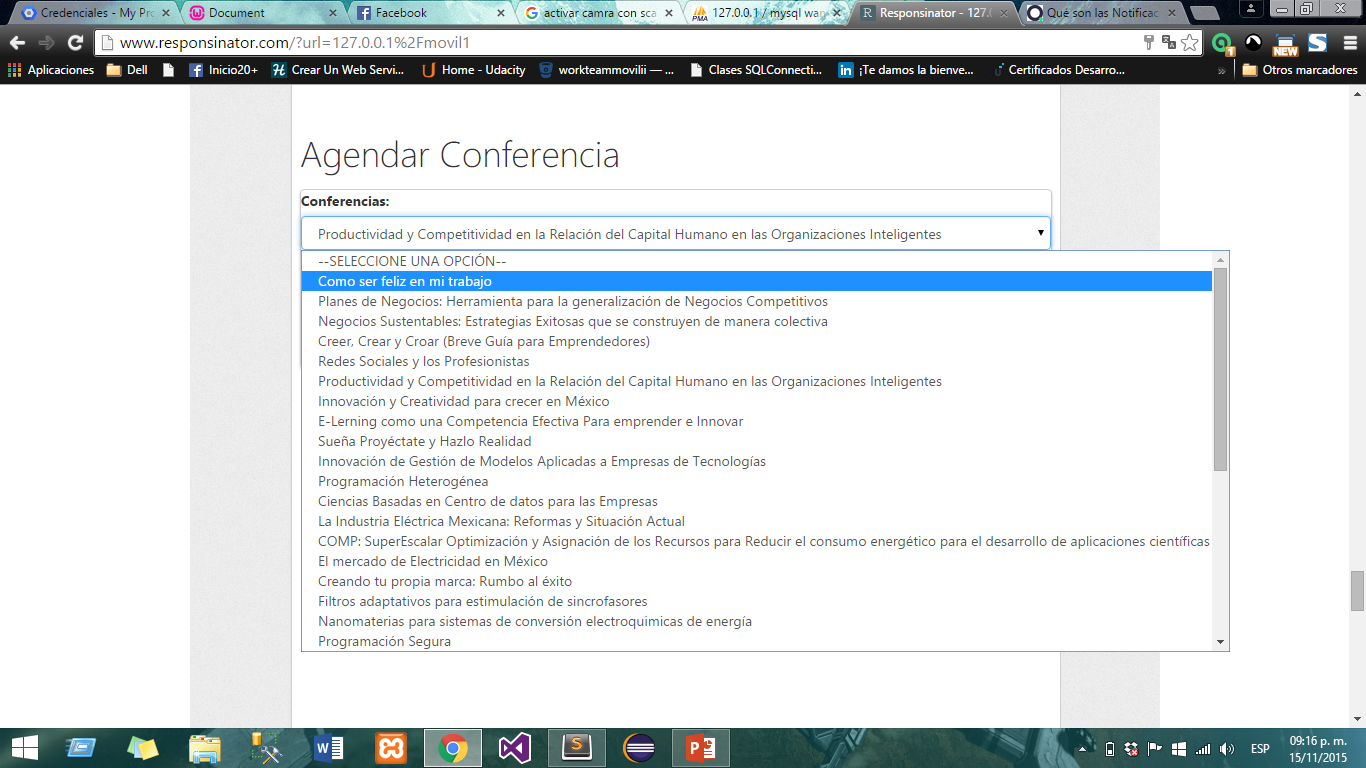 Credenciales - My Pro
Document
Facebook
activar camra con sca
127.0.0.1 / mysql wam
Responsinator - 127.0
Qué son las Notificac
www.responsinator.com/?url=127.0.0.1%2Fmovil1
1
NEW
Aplicaciones
Dell
Inicio20+
Crear Un Web Servi...
Home - Udacity
workteammovilii — ...
Clases SQLConnecti...
¡Te damos la bienve...
Certificados Desarro...
»
Otros marcadores
Agendar Conferencia
Conferencias:
Productividad y Competitividad en la Relación del Capital Humano en las Organizaciones Inteligentes
--SELECCIONE UNA OPCIÓN--
Como ser feliz en mi trabajo
Planes de Negocios: Herramienta para la generalización de Negocios Competitivos
Negocios Sustentables: Estrategias Exitosas que se construyen de manera colectiva
Creer, Crear y Croar (Breve Guía para Emprendedores)
Redes Sociales y los Profesionistas
Productividad y Competitividad en la Relación del Capital Humano en las Organizaciones Inteligentes
Innovación y Creatividad para crecer en México
E-Lerning como una Competencia Efectiva Para emprender e Innovar
Sueña Proyéctate y Hazlo Realidad
Innovación de Gestión de Modelos Aplicadas a Empresas de Tecnologías
Programación Heterogénea
Ciencias Basadas en Centro de datos para las Empresas
La Industria Eléctrica Mexicana: Reformas y Situación Actual
COMP: SuperEscalar Optimización y Asignación de los Recursos para Reducir el consumo energético para el desarrollo de aplicaciones científicas
El mercado de Electricidad en México
Creando tu propia marca: Rumbo al éxito
Filtros adaptativos para estimulación de sincrofasores
Nanomaterias para sistemas de conversión electroquimicas de energía
Programación Segura
ESP
09:16 p. m.
15/11/2015